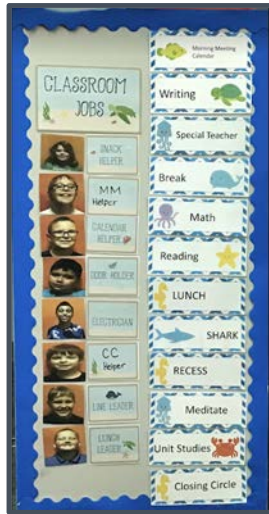 CLASSROOM
JOBS
SNACK
HELPER
MM
Helper
CALENDAR
HELPER
DOOR HOLDER
ELECTRICIAN
CC
Helper
LINE LEADER
LUNCH
LEADER
Morning Meeting
Calendar
Writing
Special Teacher
Break
Math
Reading
LUNCH
SHARK
RECESS
Meditate
Unit Studies
Closing Circle